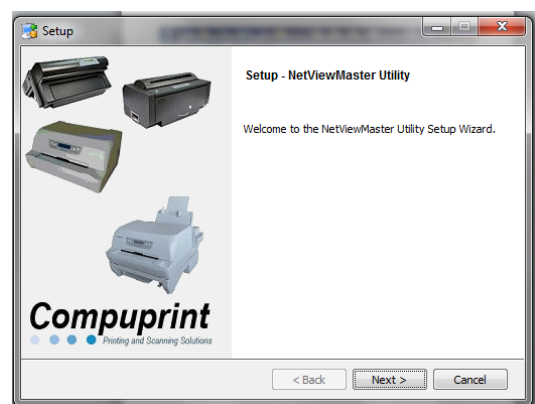 Setup
Setup - NetViewMaster Utility
Welcome to the NetViewMaster Utility Setup Wizard.
Compuprint
Printing and Scanning Solutions
< Back
Next >
Cancel